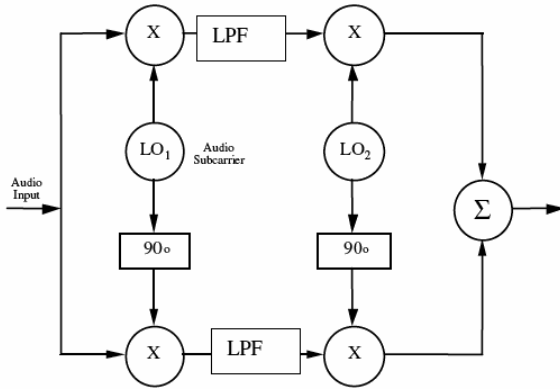 X
LPF
X
LO1
Audio
Subcarrier
LO2
Audio
Input
Σ
90o
90o
X
LPF
X